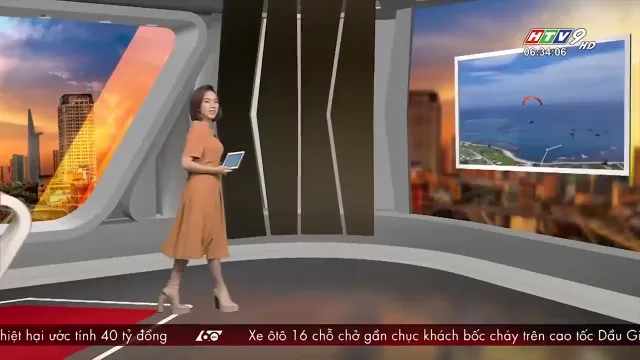 HTV9 HD
06:34:06
hiệt hại ước tính 40 tỷ đồng 60 Xe ôtô 16 chỗ chở gần chục khách bốc cháy trên cao tốc Dầu Gi